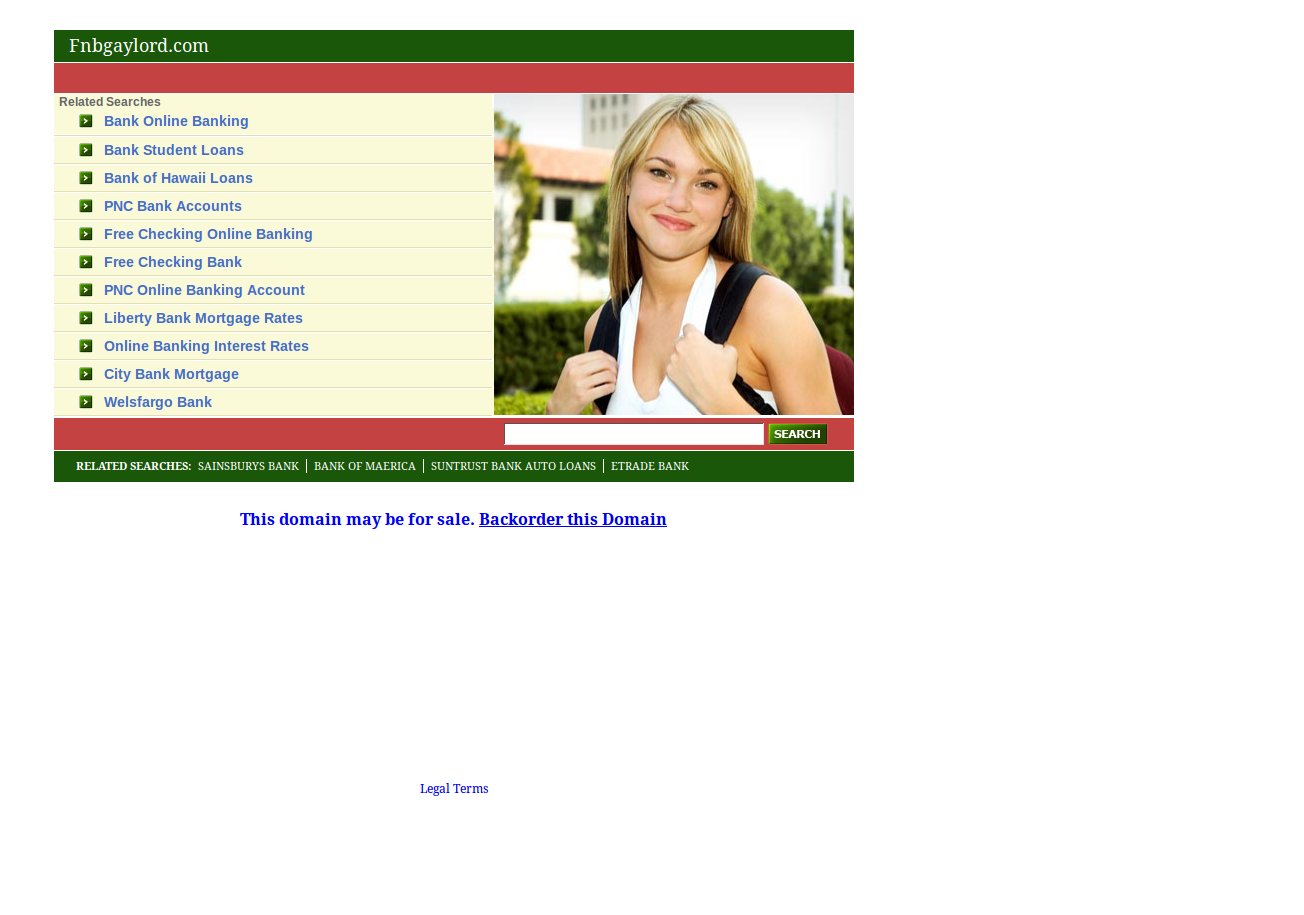 Fnbgaylord.com
Related Searches
Bank Online Banking
Bank Student Loans
Bank of Hawaii Loans
PNC Bank Accounts
Free Checking Online Banking
Free Checking Bank
PNC Online Banking Account
Liberty Bank Mortgage Rates
Online Banking Interest Rates
City Bank Mortgage
Welsfargo Bank
SEARCH
RELATED SEARCHES: SAINSBURYS BANK BANK OF MAERICA SUNTRUST BANK AUTO LOANS ETRADE BANK
This domain may be for sale. Backorder this Domain
Legal Terms